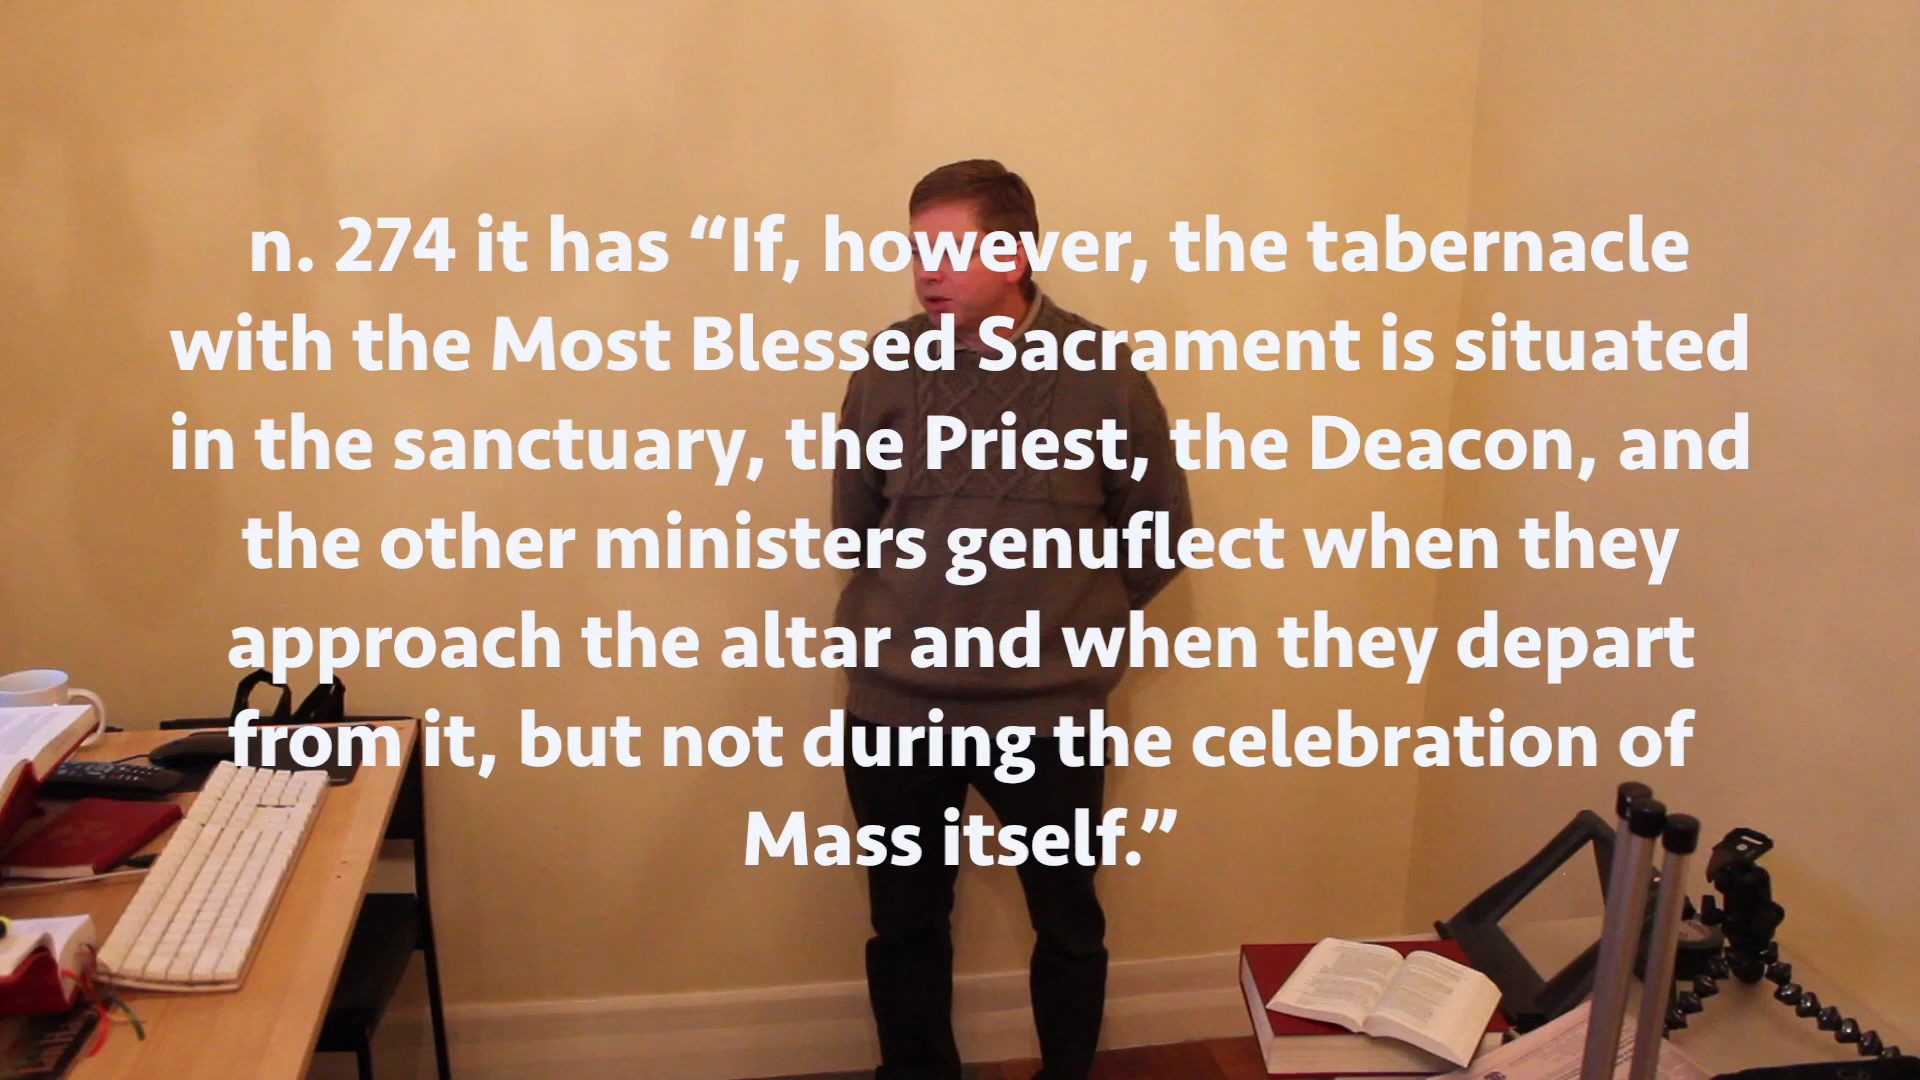 n. 274 it has “If, however, the tabernacle
with the Most Blessed Sacrament is situated
in the sanctuary, the Priest, the Deacon, and
the other ministers genuflect when they
approach the altar and when they depart
from it, but not during the celebration of
Mass itself.”